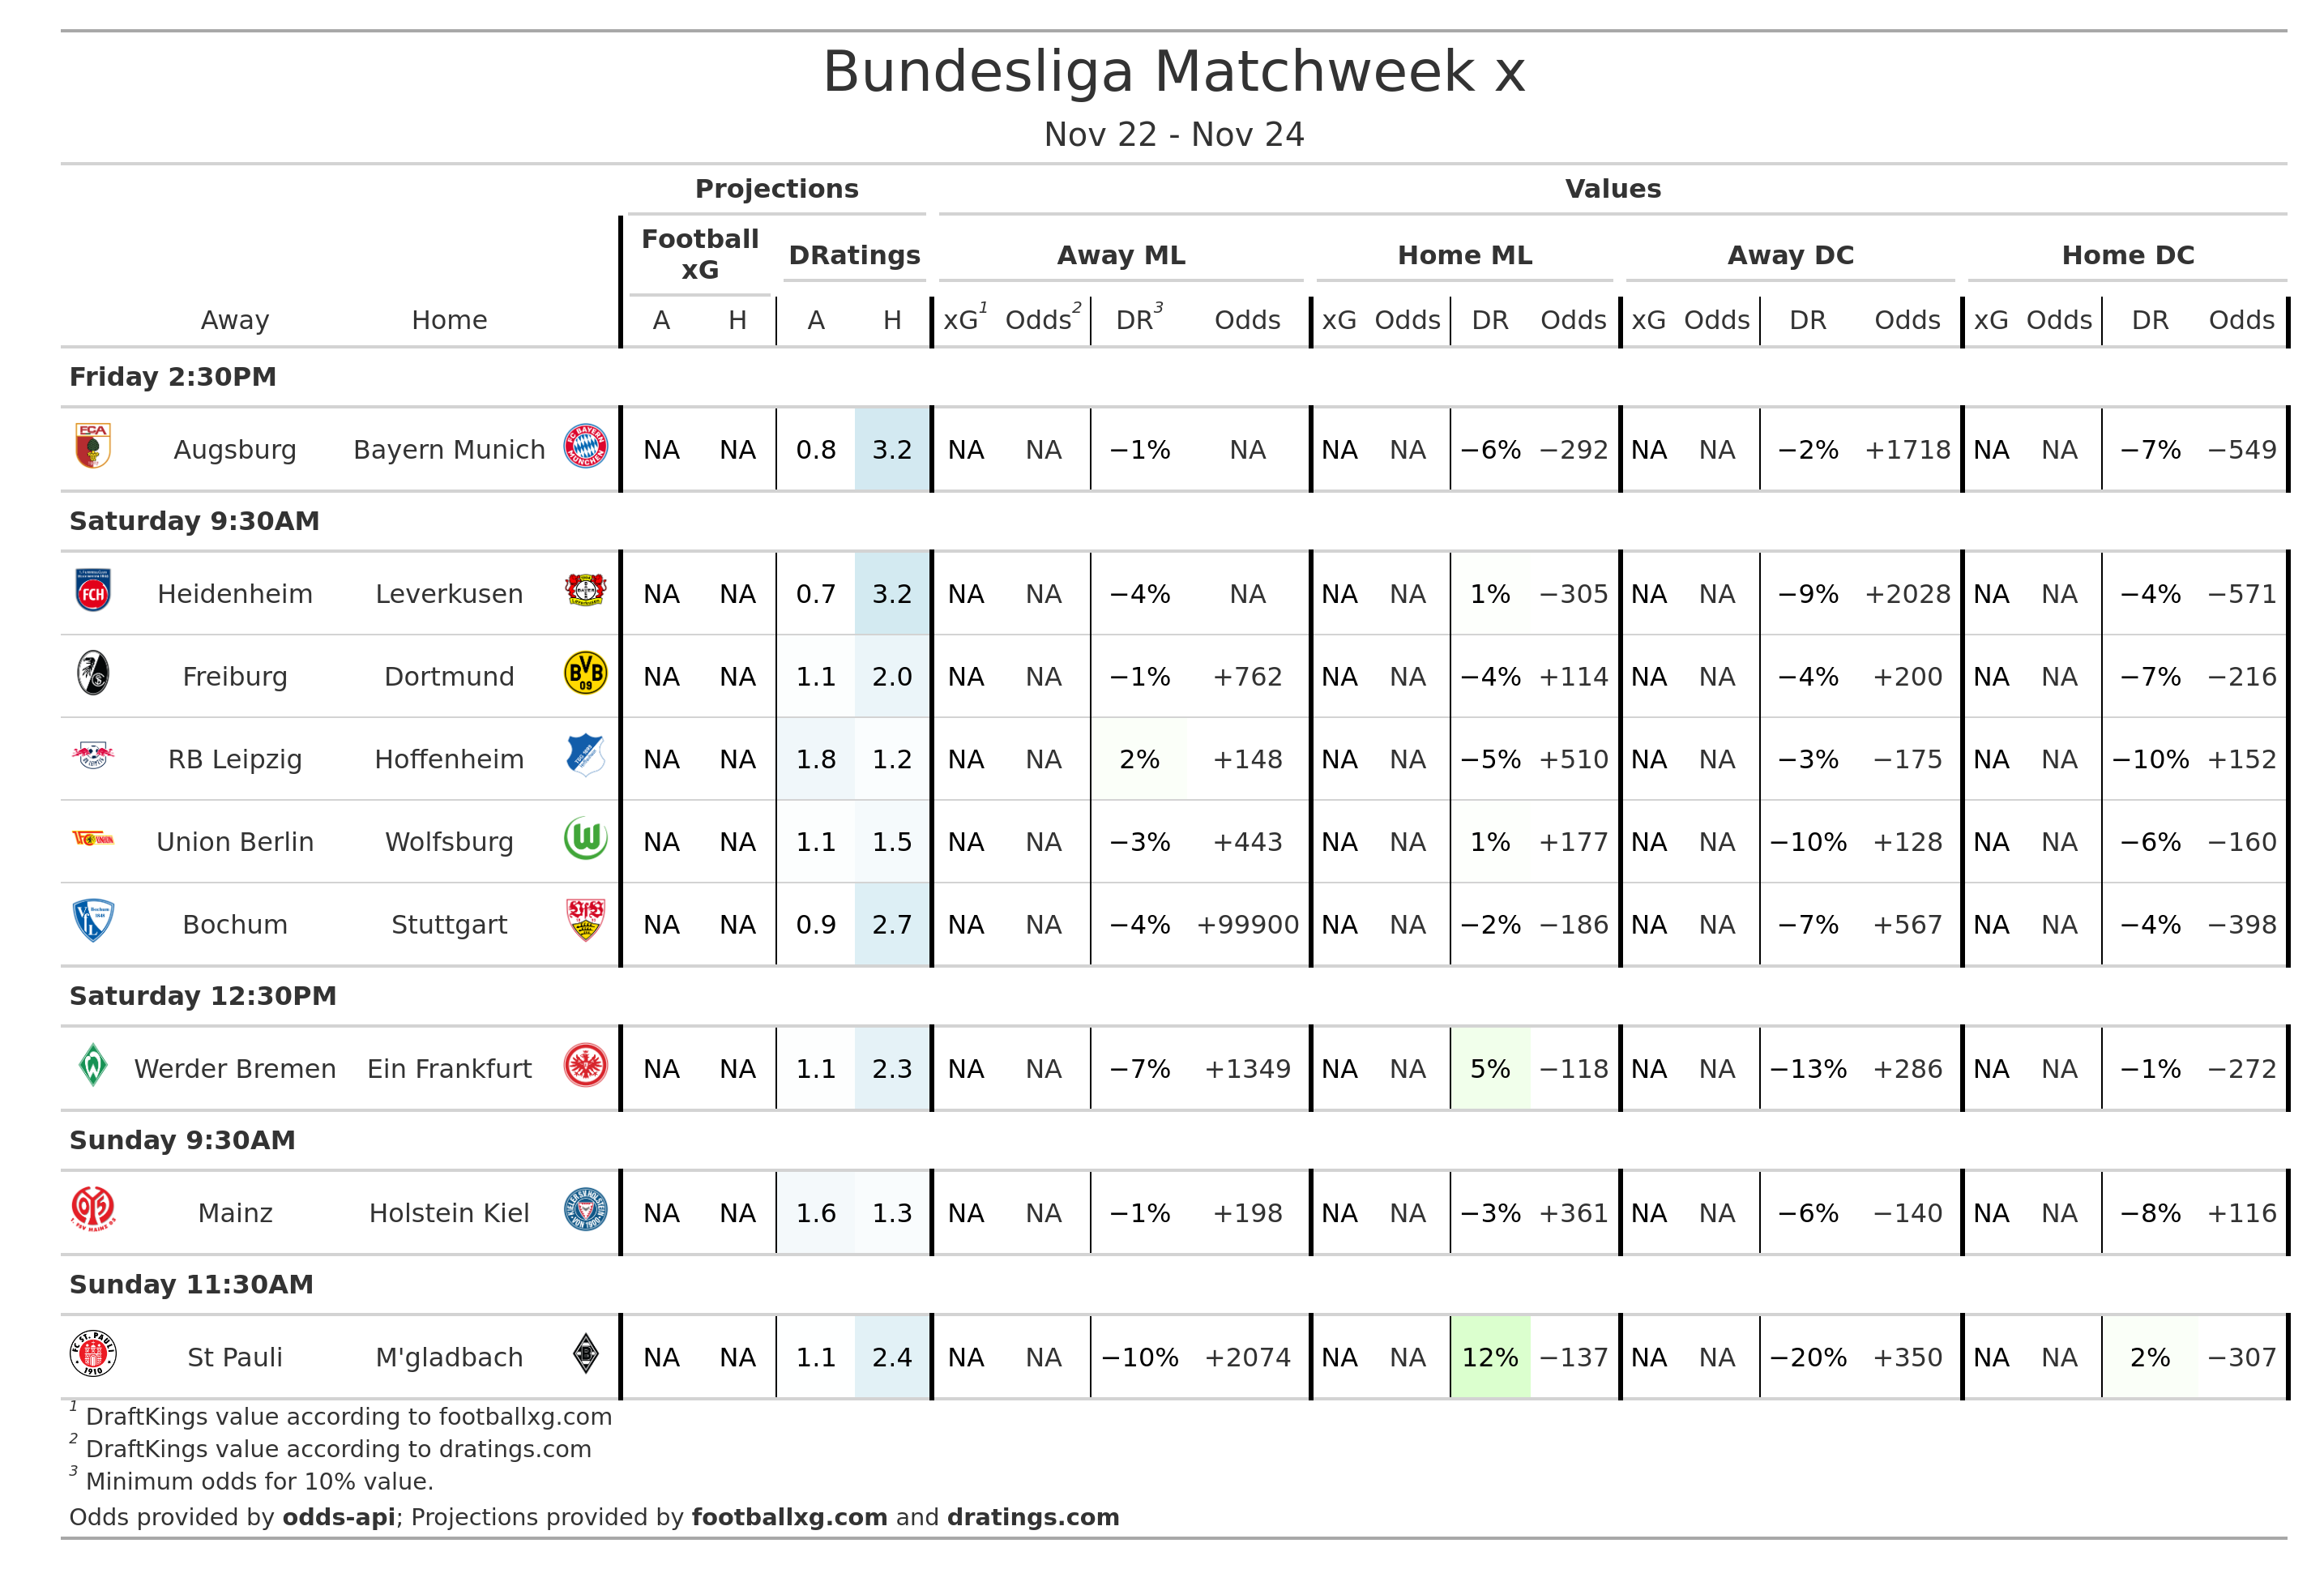 Bundesliga Matchweek x
Nov 22 - Nov 24
Projections Values
Football xG DRatings Away ML Home ML Away DC Home DC
Away Home A H A H xG1 Odds2 DR3 Odds xG Odds DR Odds xG Odds DR Odds xG Odds DR Odds
Friday 2:30PM
Augsburg Bayern Munich NA NA 0.8 3.2 NA NA −1% NA NA NA −6% −292 NA NA −2% +1718 NA NA −7% −549
Saturday 9:30AM
Heidenheim Leverkusen NA NA 0.7 3.2 NA NA −4% NA NA NA 1% −305 NA NA −9% +2028 NA NA −4% −571
Freiburg Dortmund NA NA 1.1 2.0 NA NA −1% +762 NA NA −4% +114 NA NA −4% +200 NA NA −7% −216
RB Leipzig Hoffenheim NA NA 1.8 1.2 NA NA 2% +148 NA NA −5% +510 NA NA −3% −175 NA NA −10% +152
Union Berlin Wolfsburg NA NA 1.1 1.5 NA NA −3% +443 NA NA 1% +177 NA NA −10% +128 NA NA −6% −160
Bochum Stuttgart NA NA 0.9 2.7 NA NA −4% +99900 NA NA −2% −186 NA NA −7% +567 NA NA −4% −398
Saturday 12:30PM
Werder Bremen Ein Frankfurt NA NA 1.1 2.3 NA NA −7% +1349 NA NA 5% −118 NA NA −13% +286 NA NA −1% −272
Sunday 9:30AM
Mainz Holstein Kiel NA NA 1.6 1.3 NA NA −1% +198 NA NA −3% +361 NA NA −6% −140 NA NA −8% +116
Sunday 11:30AM
St Pauli M'gladbach NA NA 1.1 2.4 NA NA −10% +2074 NA NA 12% −137 NA NA −20% +350 NA NA 2% −307
1 DraftKings value according to footballxg.com
2 DraftKings value according to dratings.com
3 Minimum odds for 10% value.
Odds provided by odds-api; Projections provided by footballxg.com and dratings.com